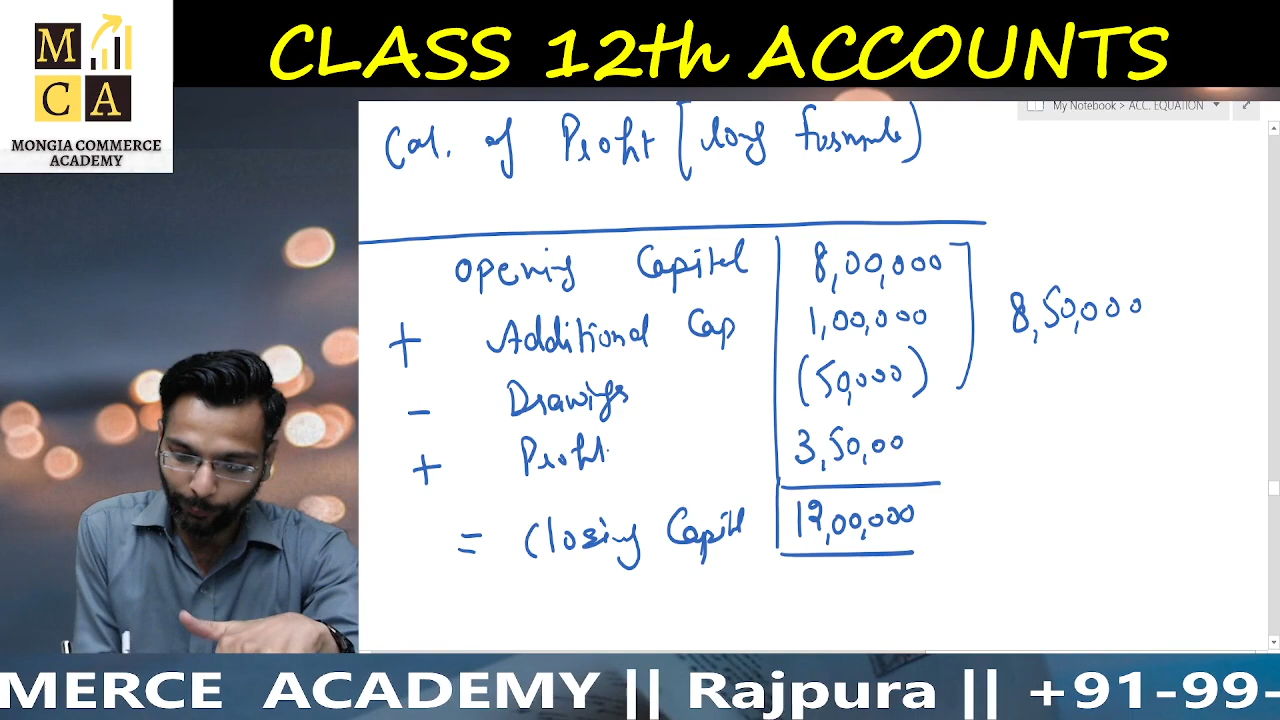 M
C A
MONGIA COMMERCE
ACADEMY
CLASS 12th ACCOUNTS
My Notebook > ACC. EQUATION
Cal. of Profit [long formula)
Opening Capital 8,00,000
+ Additional Cap 1,00,000
8,50,000
- Drawings (50,000)
+ Profit 3,50,00
= Closing Capital 12,00,000
MERCE ACADEMY || Rajpura || +91-99-